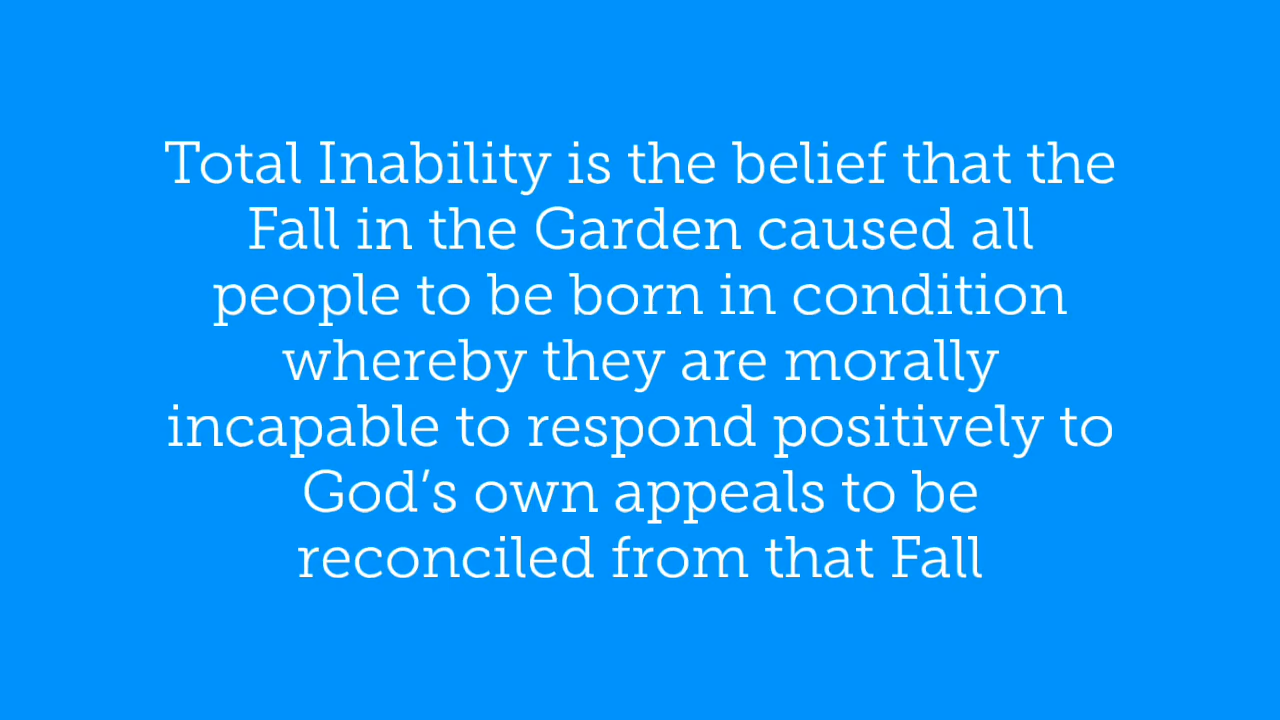 Total Inability is the belief that the
Fall in the Garden caused all
people to be born in condition
whereby they are morally
incapable to respond positively to
God’s own appeals to be
reconciled from that Fall